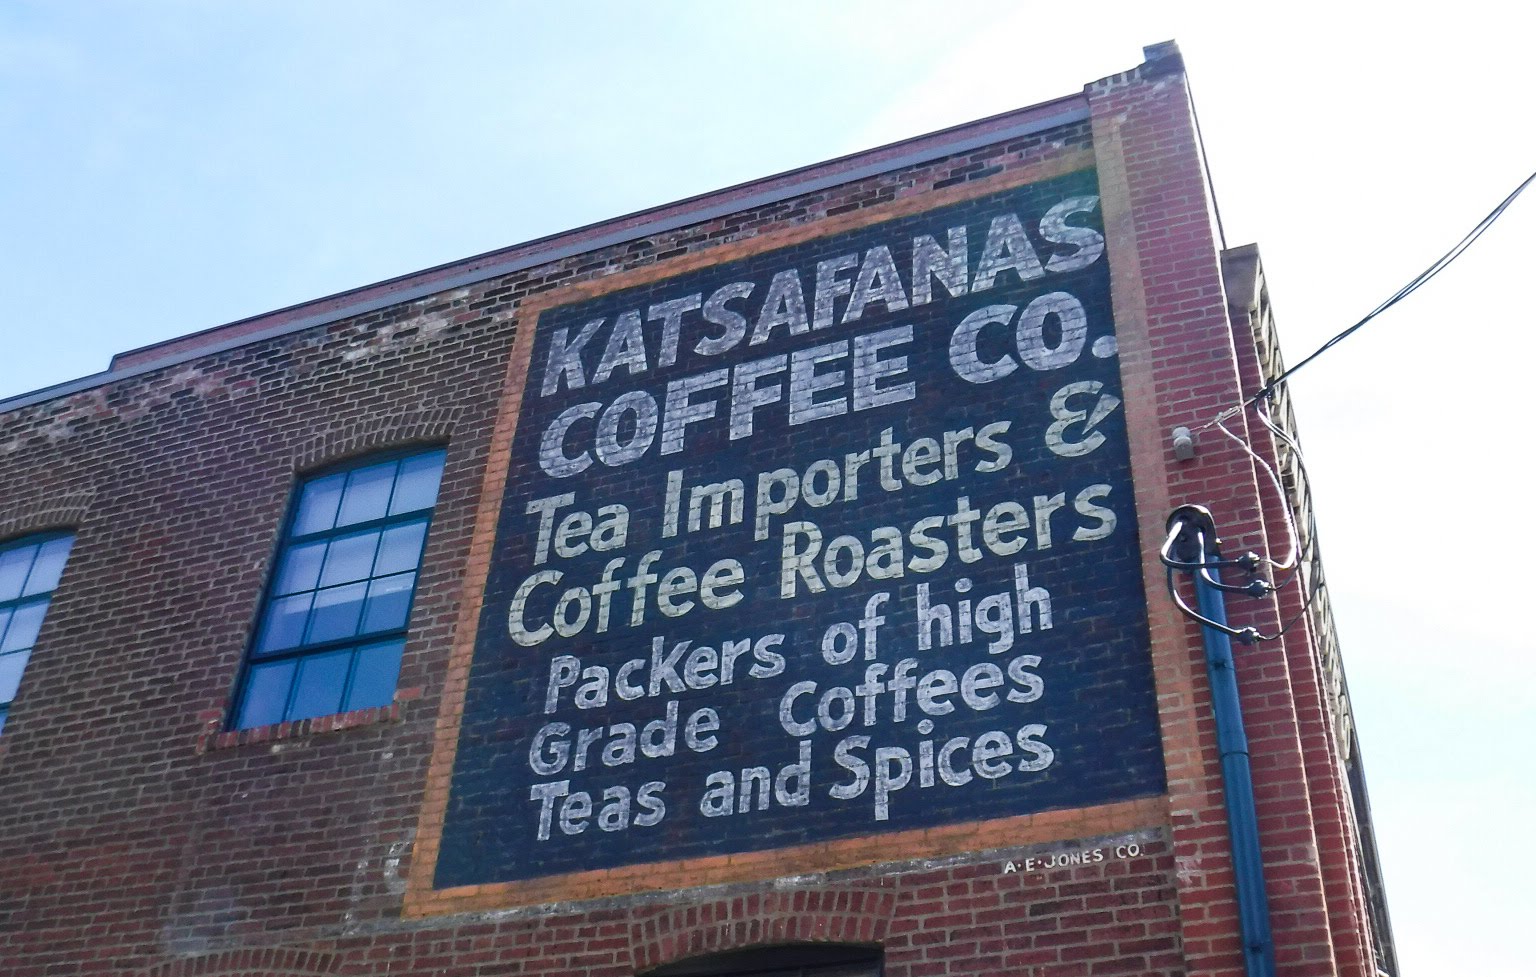 KATSAFANAS
COFFEE CO.
Tea Importers &
Coffee Roasters
Packers of high
Grade Coffees
Teas and Spices
A·E·JONES CO.